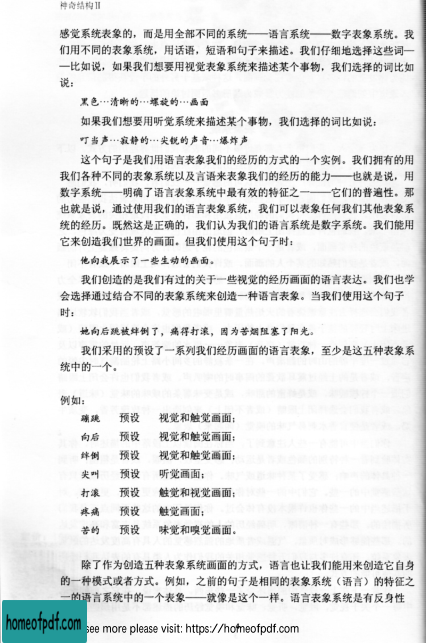 神奇结构II
感觉系统表象的，而是用全部不同的系统——语言系统——数字表象系统。我
们用不同的表象系统，用话语，短语和句子来描述。我们仔细地选择这些词—
—比如说，如果我们想要用视觉表象系统来描述某个事物，我们选择的词比如
说：
黑色…清晰的…螺旋的…画面
如果我们想要用听觉系统来描述某个事物，我们选择的词比如说：
叮当声…寂静的…尖锐的声音…爆炸声
这个句子是我们用语言表象我们的经历的方式的一个实例。我们拥有的用
我们各种不同的表象系统以及言语来表象我们的经历的能力——也就是说，用
数字系统——明确了语言表象系统中最有效的特征之一——它们的普遍性。那
也就是说，通过使用我们的语言表象系统，我们可以表象任何我们其他表象系
统的经历。既然这是正确的，我们认为我们的语言系统是数字系统。我们能用
它来创造我们世界的画面。但我们使用这个句子时：
他向我展示了一些生动的画面。
我们创造的是我们有过的关于一些视觉的经历画面的语言表达。我们也学
会选择通过结合不同的表象系统来创造一种语言表象。当我们使用这个句子
时：
她向后跳被绊倒了，痛得打滚，因为苦烟阻塞了阳光。
我们采用的预设了一系列我们经历画面的语言表象，至少是这五种表象系
统中的一个。
例如：
蹦跳 预设 视觉和触觉画面；
向后 预设 视觉和触觉画面；
绊倒 预设 视觉和触觉画面；
尖叫 预设 听觉画面；
打滚 预设 触觉和视觉画面；
疼痛 预设 触觉画面；
苦的 预设 味觉和嗅觉画面。
除了作为创造五种表象系统画面的方式，语言也让我们能用来创造它自身
的一种模式或者方式。例如，之前的句子是相同的表象系统（语言）的特征之
一的语言系统中的一个表象——就像是这个一样。语言表象系统是有反身性
homeofpdf.com
see more please visit: https://homeofpdf.com